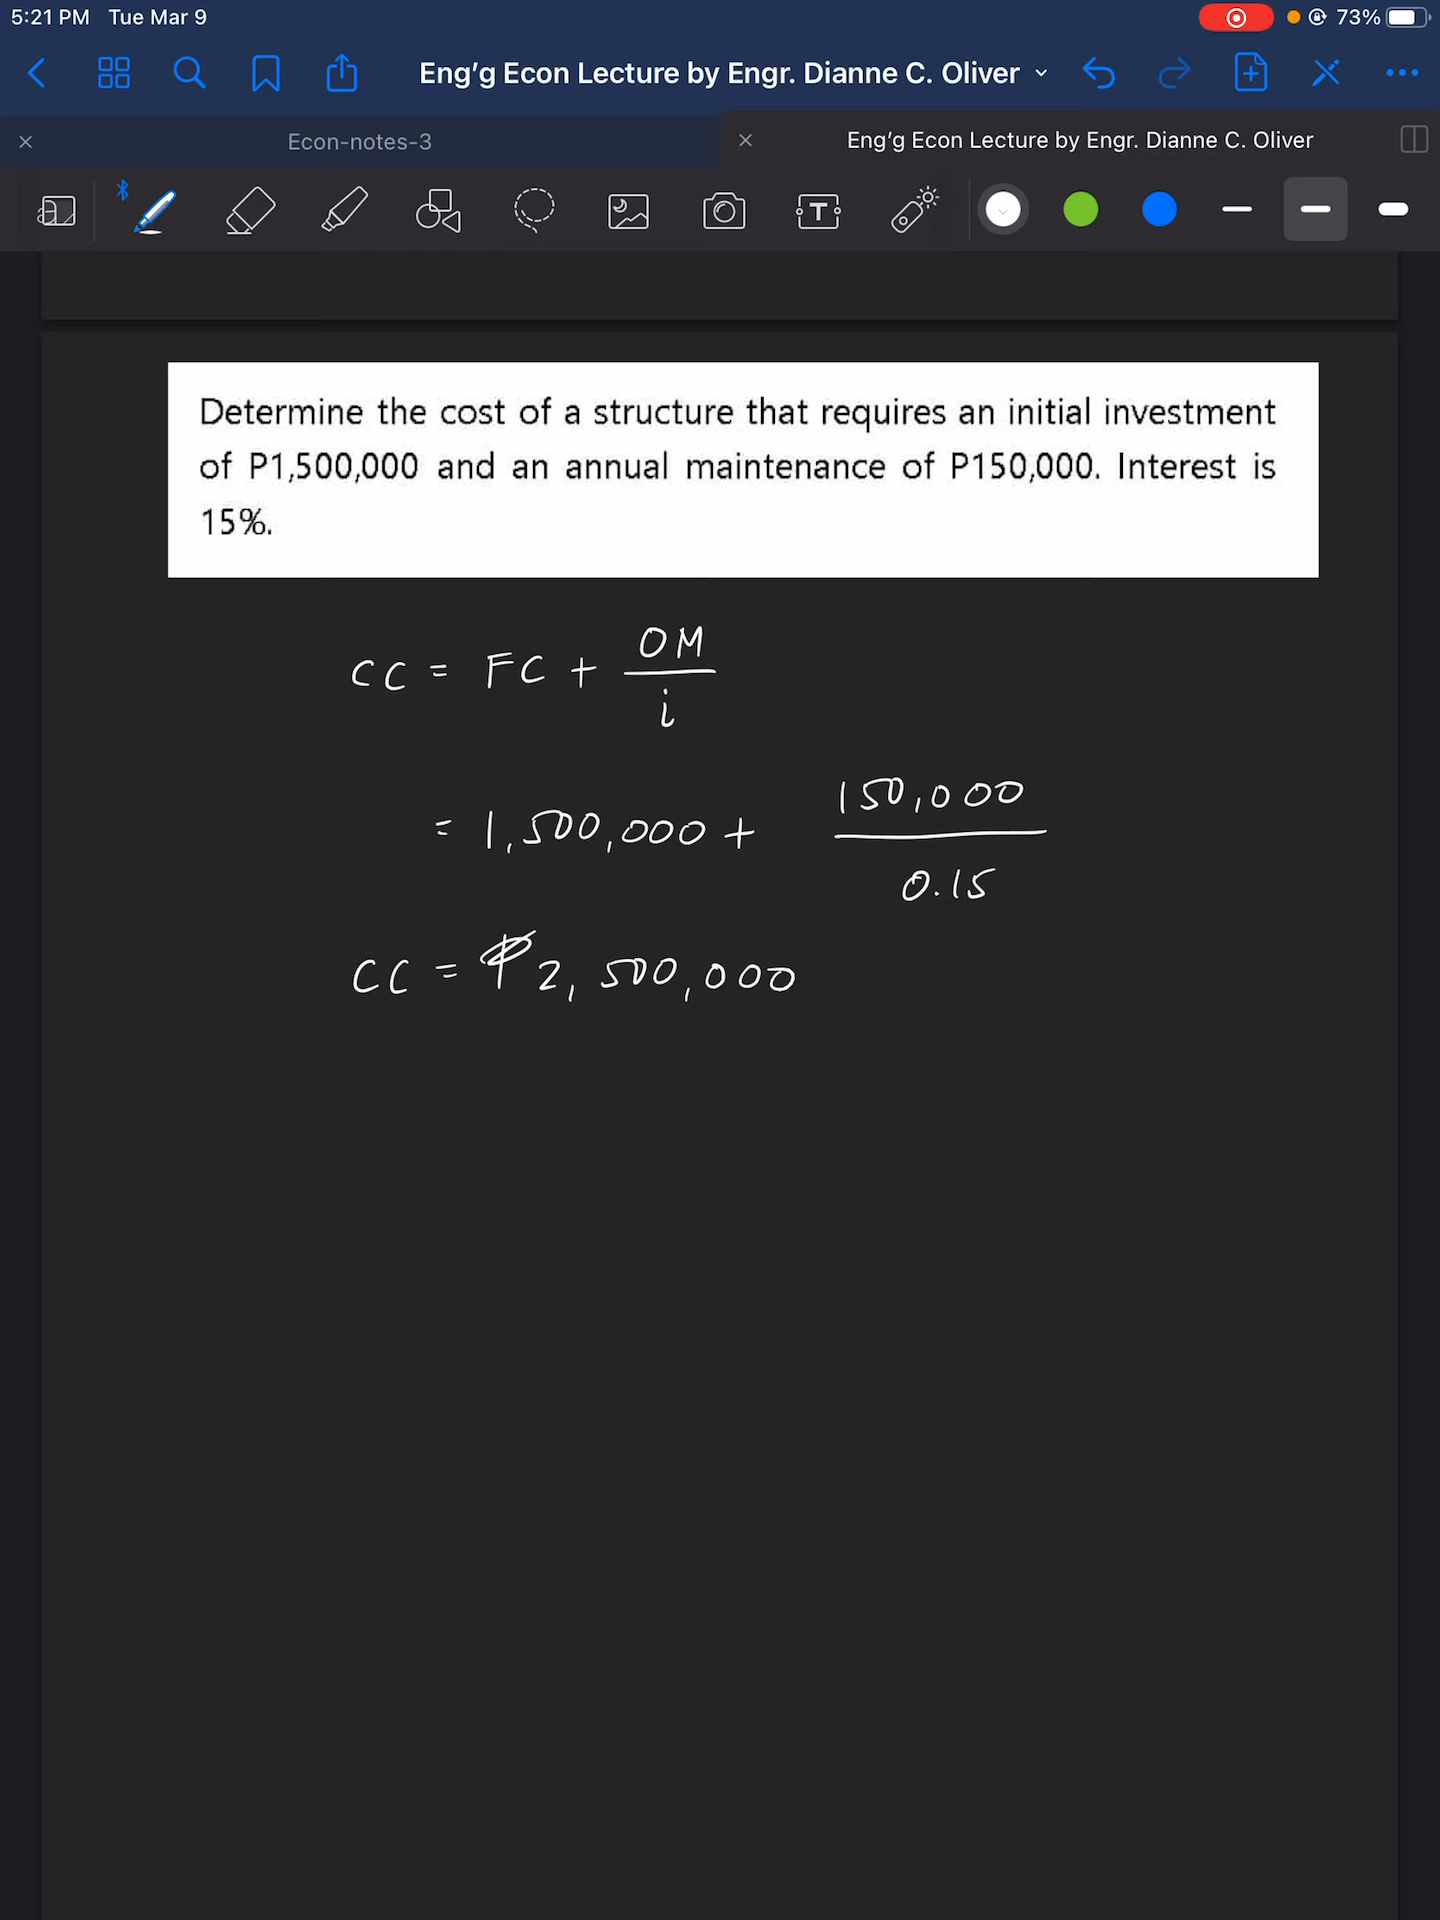 5:21 PM Tue Mar 9 73%
Eng’g Econ Lecture by Engr. Dianne C. Oliver
Econ-notes-3
Eng’g Econ Lecture by Engr. Dianne C. Oliver
Determine the cost of a structure that requires an initial investment
of P1,500,000 and an annual maintenance of P150,000. Interest is
15%.
CC = FC + OM / i
= 1,500,000 + 150,000 / 0.15
CC = ₱2,500,000